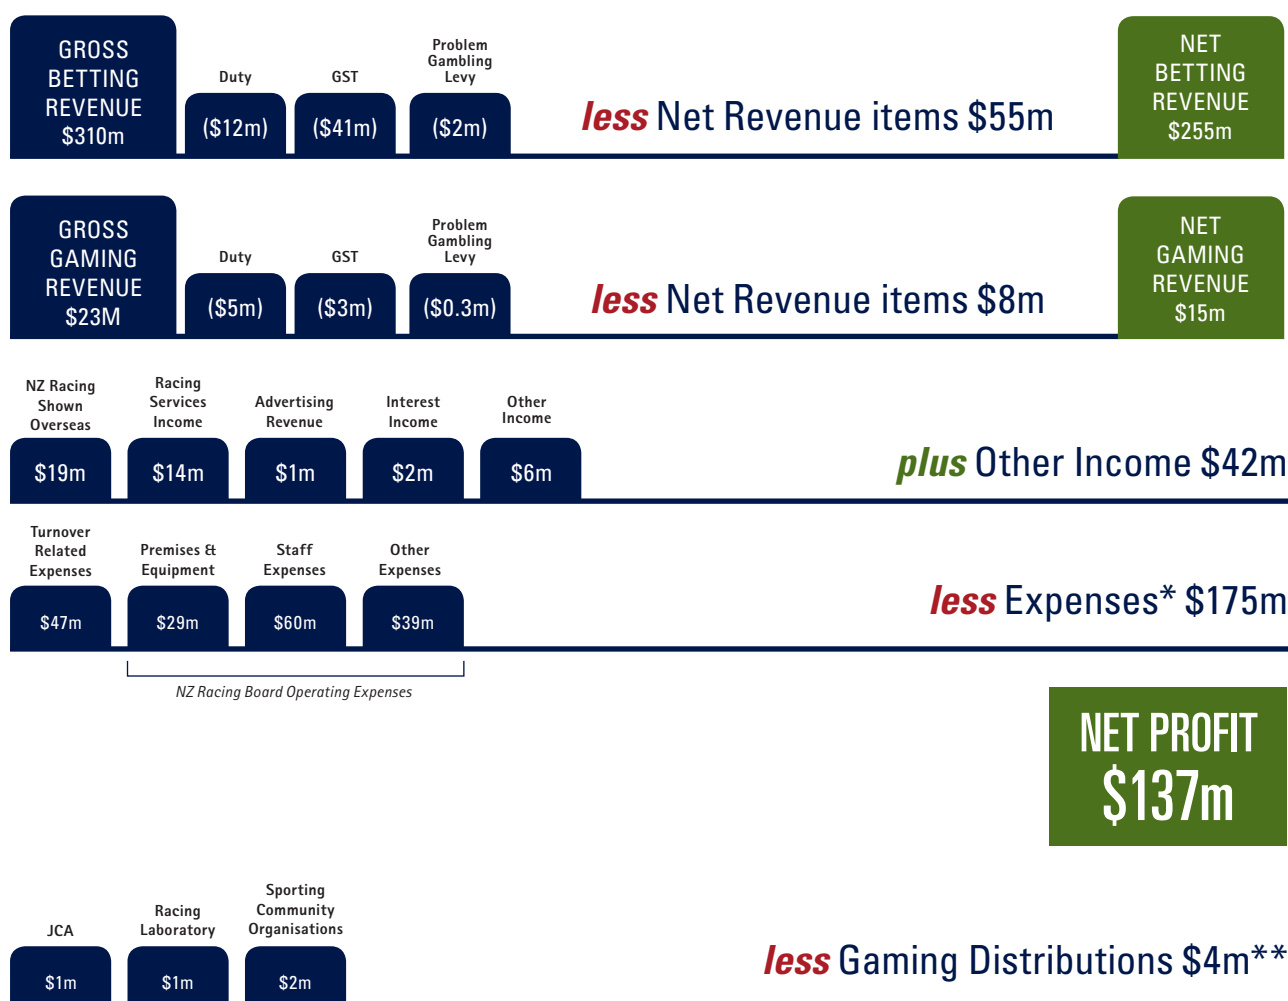 GROSS
BETTING
REVENUE
$310m
Duty
($12m)
GST
($41m)
Problem
Gambling
Levy
($2m)
less Net Revenue items $55m
NET
BETTING
REVENUE
$255m
GROSS
GAMING
REVENUE
$23M
Duty
($5m)
GST
($3m)
Problem
Gambling
Levy
($0.3m)
less Net Revenue items $8m
NET
GAMING
REVENUE
$15m
NZ Racing
Shown
Overseas
$19m
Racing
Services
Income
$14m
Advertising
Revenue
$1m
Interest
Income
$2m
Other
Income
$6m
plus Other Income $42m
Turnover
Related
Expenses
$47m
Premises &
Equipment
$29m
Staff
Expenses
$60m
Other
Expenses
$39m
less Expenses* $175m
NZ Racing Board Operating Expenses
NET PROFIT
$137m
JCA
$1m
Racing
Laboratory
$1m
Sporting
Community
Organisations
$2m
less Gaming Distributions $4m**